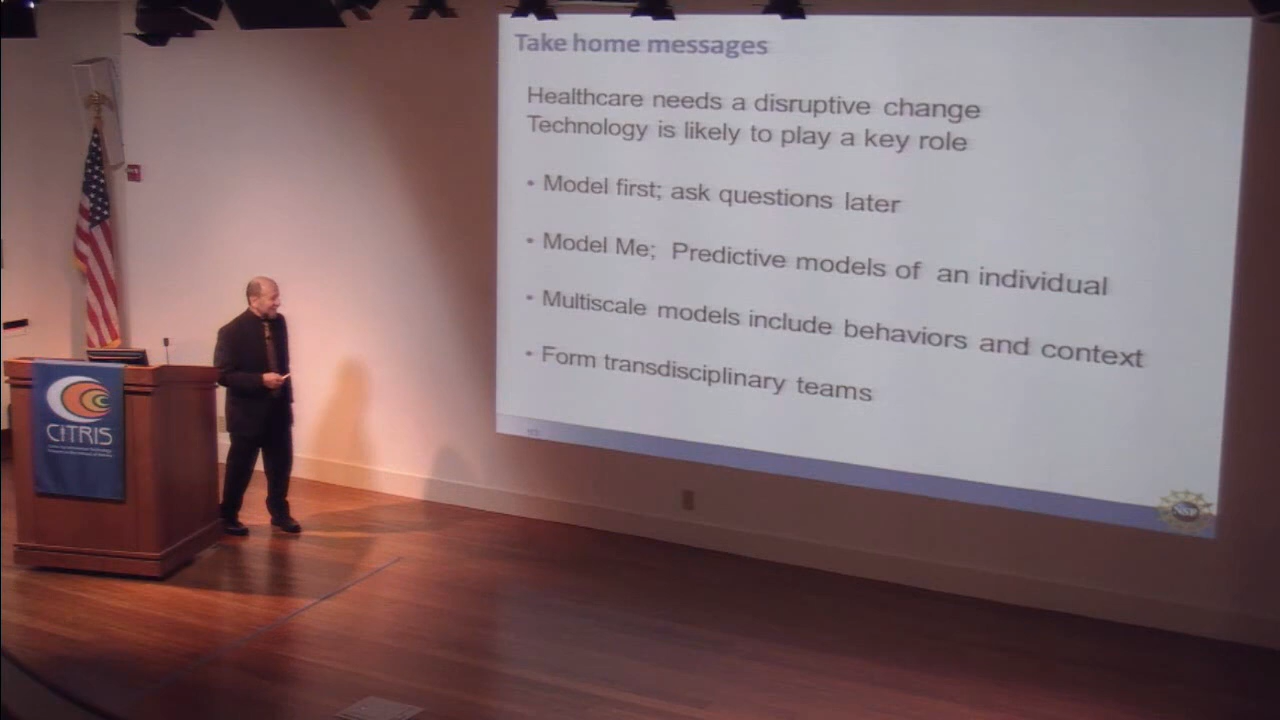 Take home messages
Healthcare needs a disruptive change
Technology is likely to play a key role
• Model first; ask questions later
• Model Me; Predictive models of an individual
• Multiscale models include behaviors and context
• Form transdisciplinary teams
NSF
CITRIS